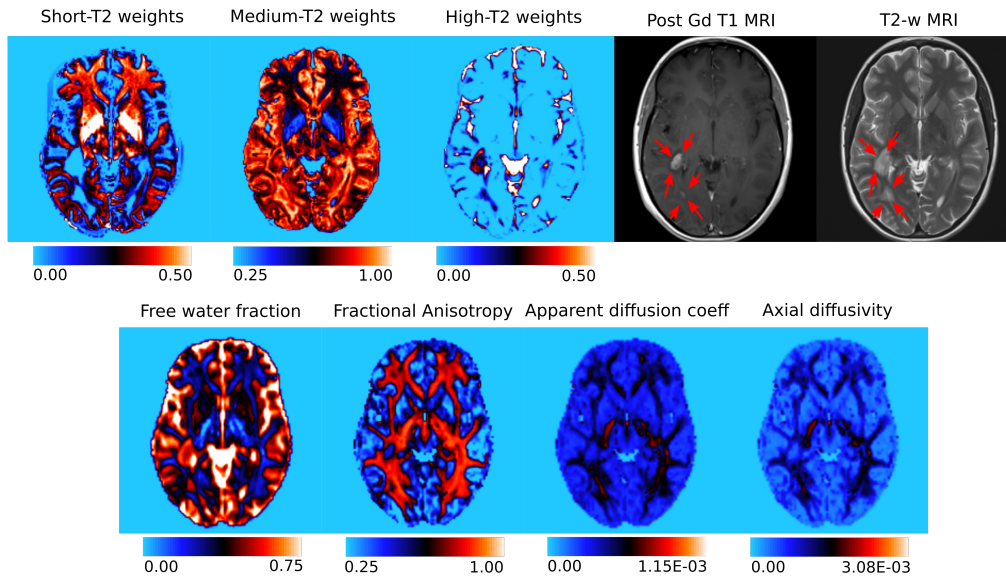 Short-T2 weights Medium-T2 weights High-T2 weights Post Gd T1 MRI T2-w MRI
0.00 0.50 0.25 1.00 0.00 0.50
Free water fraction Fractional Anisotropy Apparent diffusion coeff Axial diffusivity
0.00 0.75 0.25 1.00 0.00 1.15E-03 0.00 3.08E-03